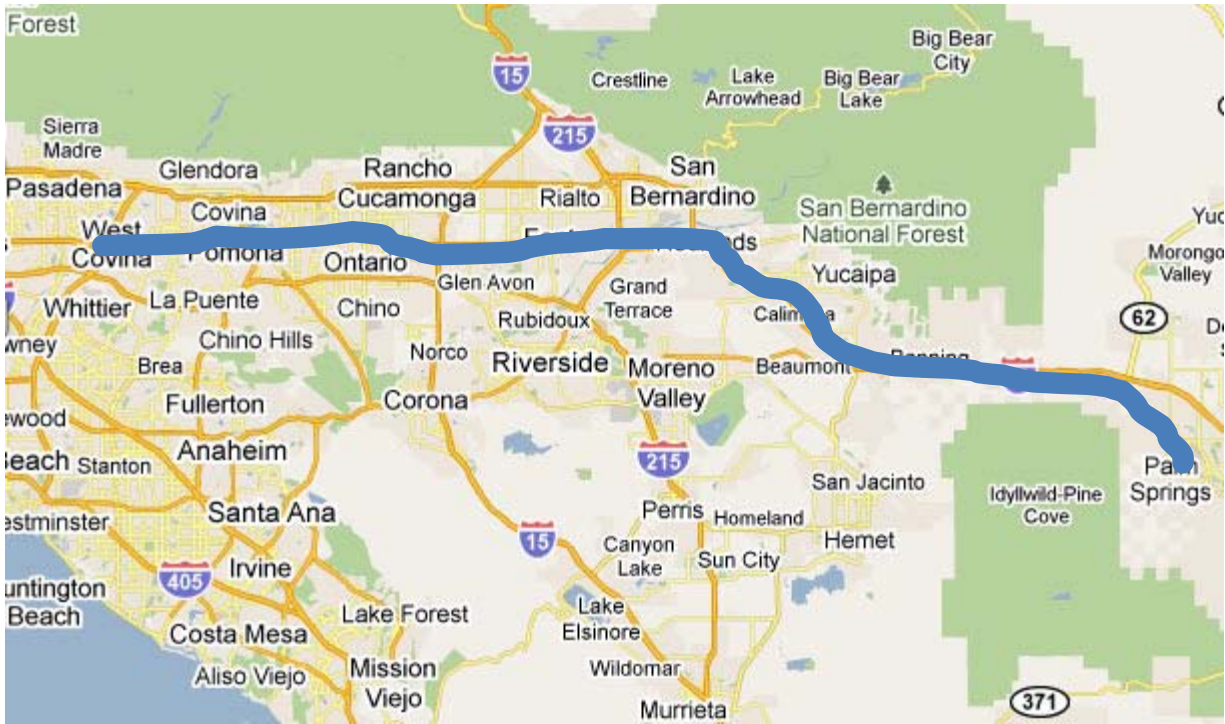 Forest
Big Bear
City
15
Crestline
Lake
Arrowhead
Big Bear
Lake
Sierra
Madre
215
Glendora
Rancho
Cucamonga
San
Bernardino
Pasadena
Rialto
Covina
San Bernardino
National Forest
West
Covina
Pomona
Morongo
Valley
Ontario
Glen Avon
Yucaipa
Whittier
La Puente
Chino
Grand
Terrace
62
Rubidoux
Chino Hills
Norco
Brea
Riverside
Moreno
Valley
Beaumont
Banning
Corona
Fullerton
Anaheim
Beach
Stanton
215
Palm
Springs
San Jacinto
Idyllwild-Pine
Cove
Santa Ana
Perris
Homeland
15
Canyon
Lake
Sun City
Hemet
405
Irvine
Beach
Lake Forest
Lake
Elsinore
Costa Mesa
Aliso Viejo
Mission
Viejo
Wildomar
Murrieta
371